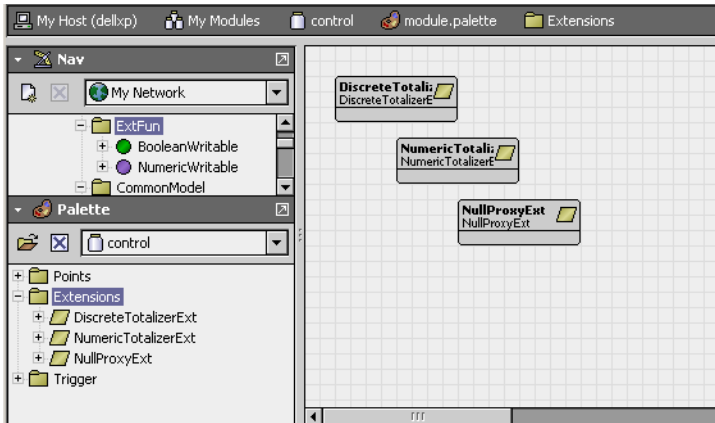 My Host (dellxp) My Modules control module.palette Extensions
Nav
My Network
ExtFun
BooleanWritable
NumericWritable
CommonModel
Palette
control
Points
Extensions
DiscreteTotalizerExt
NumericTotalizerExt
NullProxyExt
Trigger
DiscreteTotali
DiscreteTotalizerE
NumericTotali
NumericTotalizerE
NullProxyExt
NullProxyExt